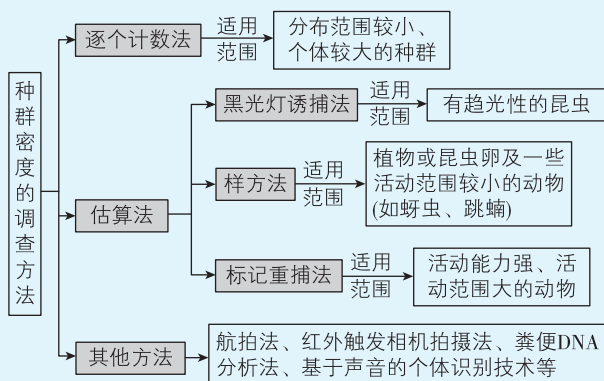 种群密度的调查方法
逐个计数法
适用
范围
分布范围较小、
个体较大的种群
估算法
黑光灯诱捕法
适用
范围
有趋光性的昆虫
样方法
适用
范围
植物或昆虫卵及一些
活动范围较小的动物
(如蚜虫、跳蝻)
标记重捕法
适用
范围
活动能力强、活
动范围大的动物
其他方法
航拍法、红外触发相机拍摄法、粪便DNA
分析法、基于声音的个体识别技术等